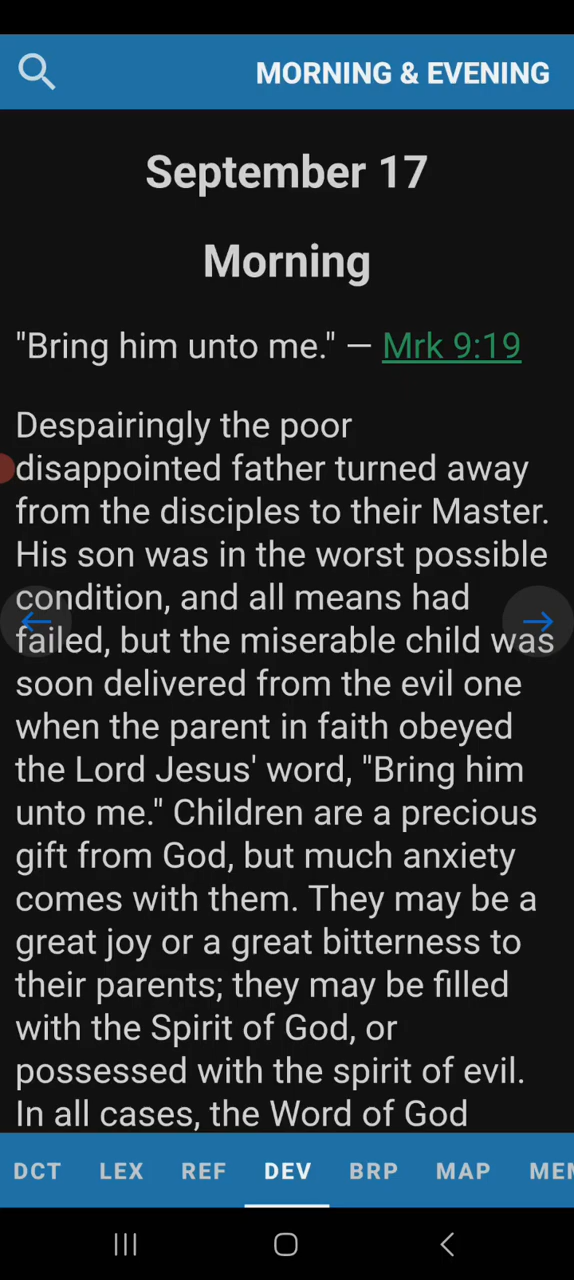 MORNING & EVENING
September 17
Morning
"Bring him unto me." — Mrk 9:19
Despairingly the poor
disappointed father turned away
from the disciples to their Master.
His son was in the worst possible
condition, and all means had
failed, but the miserable child was
soon delivered from the evil one
when the parent in faith obeyed
the Lord Jesus' word, "Bring him
unto me." Children are a precious
gift from God, but much anxiety
comes with them. They may be a
great joy or a great bitterness to
their parents; they may be filled
with the Spirit of God, or
possessed with the spirit of evil.
In all cases, the Word of God
DCT LEX REF DEV BRP MAP MEM